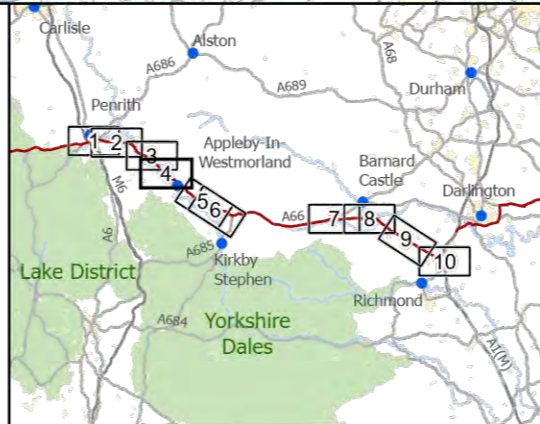 Carlisle
Alston
A68
A686
A689
Durham
Penrith
Appleby-In
Westmorland
Barnard
Castle
Darlington
1
2
3
4
5
6
M6
A6
A66
7
8
9
10
A685
Kirkby
Stephen
Lake District
Richmond
A684
Yorkshire
Dales
A1(M)